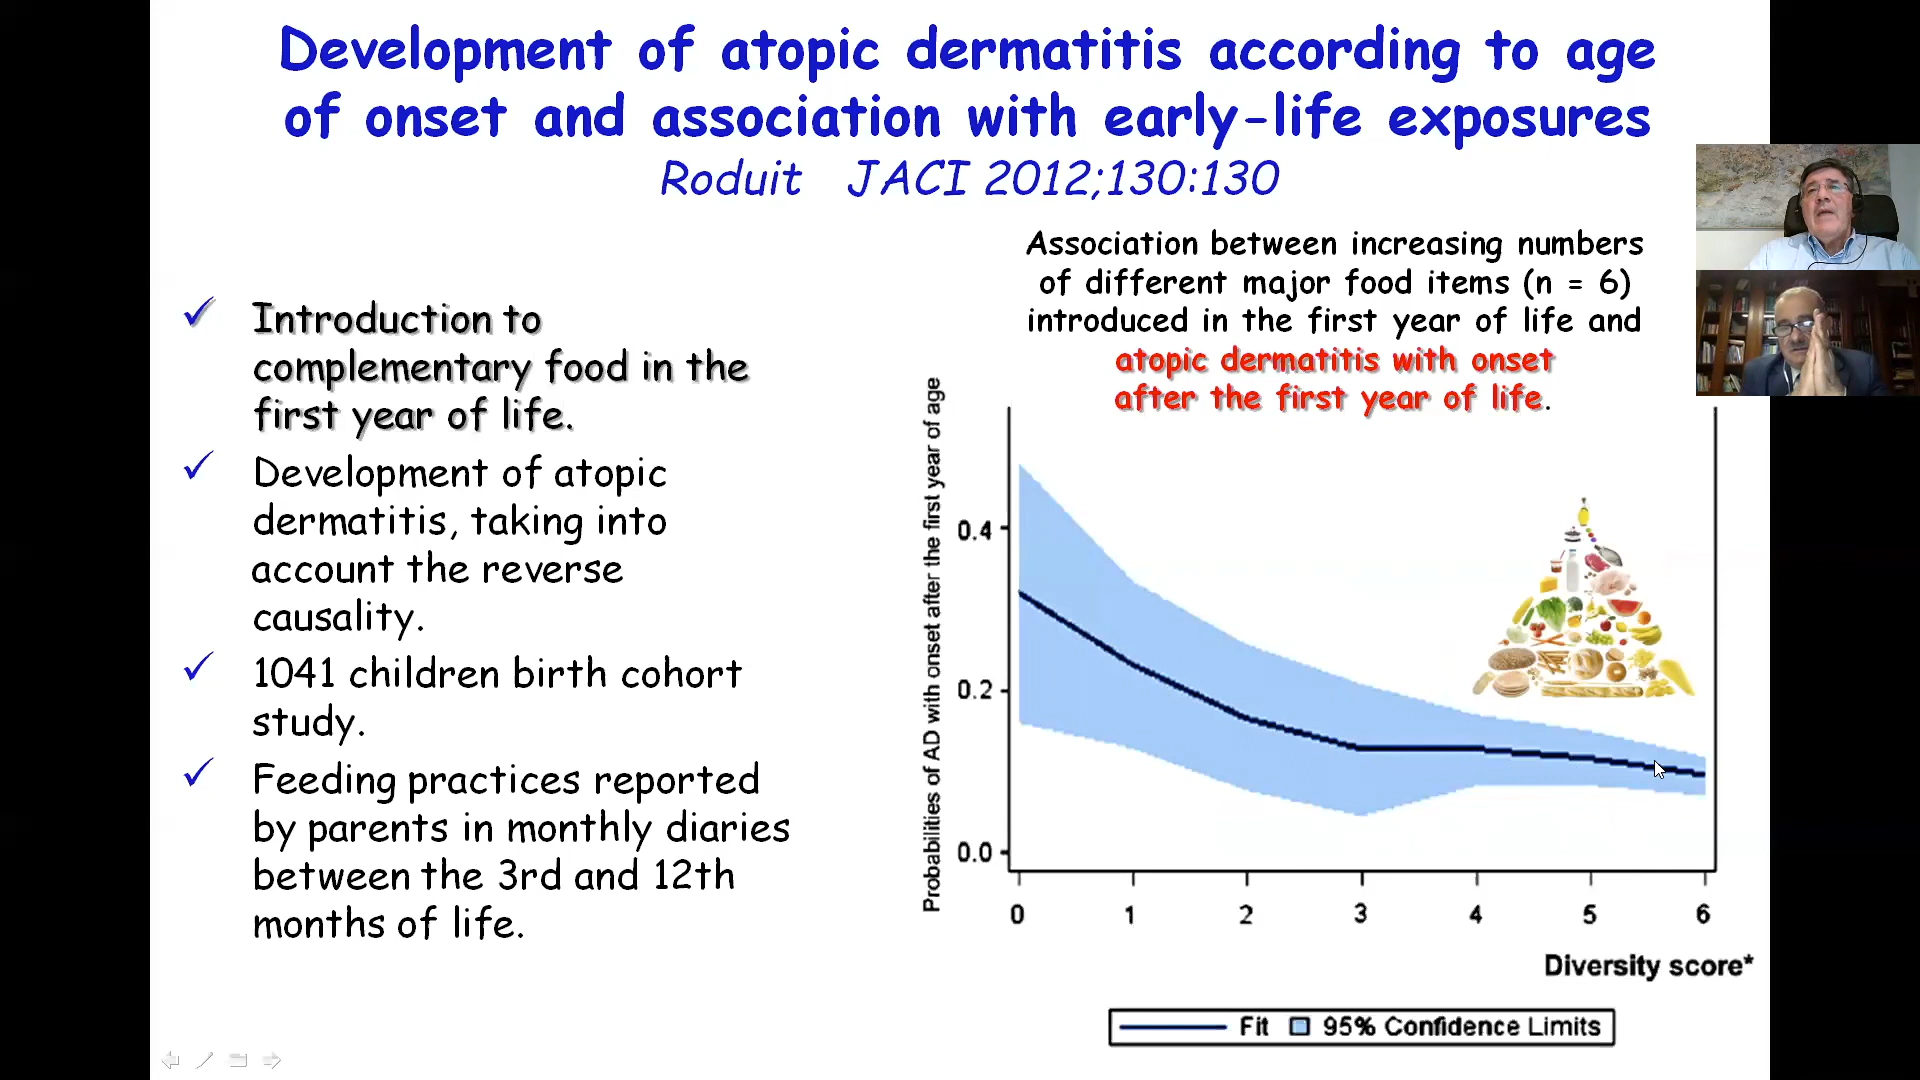 Development of atopic dermatitis according to age
of onset and association with early-life exposures
Roduit JACI 2012;130:130
✓ Introduction to
complementary food in the
first year of life.
✓ Development of atopic
dermatitis, taking into
account the reverse
causality.
✓ 1041 children birth cohort
study.
✓ Feeding practices reported
by parents in monthly diaries
between the 3rd and 12th
months of life.
Association between increasing numbers
of different major food items (n = 6)
introduced in the first year of life and
atopic dermatitis with onset
after the first year of life.
Probabilities of AD with onset after the first year of age
0.4
0.2
0.0
0 1 2 3 4 5 6
Diversity score*
Fit 95% Confidence Limits